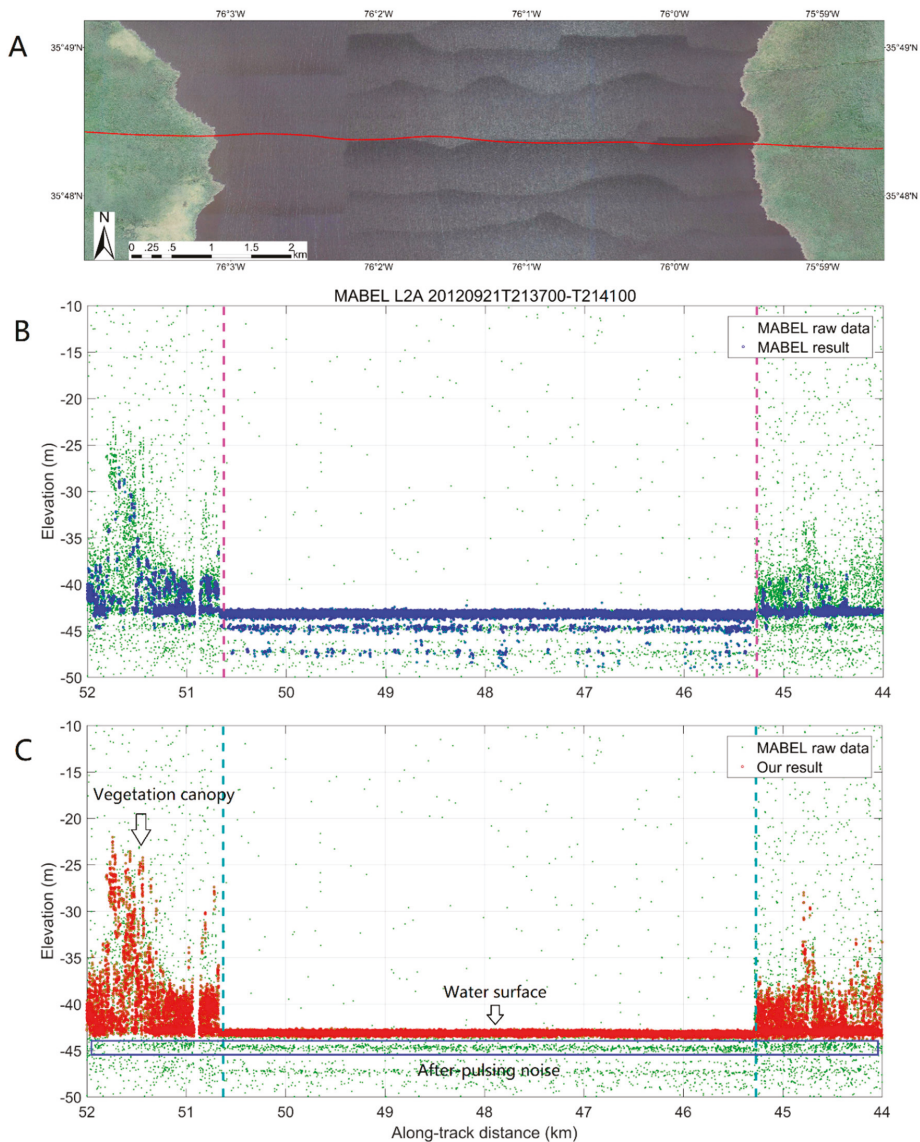 A
76°3'W 76°2'W 76°1'W 76°0'W 75°59'W
35°49'N 35°49'N
35°48'N 35°48'N
N
0 .25 .5 1 1.5 2
km
76°3'W 76°2'W 76°1'W 76°0'W 75°59'W
B
MABEL L2A 20120921T213700-T214100
MABEL raw data
MABEL result
Elevation (m)
-10
-15
-20
-25
-30
-35
-40
-45
-50
52 51 50 49 48 47 46 45 44
C
MABEL raw data
Our result
Vegetation canopy
Water surface
After-pulsing noise
Elevation (m)
-10
-15
-20
-25
-30
-35
-40
-45
-50
52 51 50 49 48 47 46 45 44
Along-track distance (km)